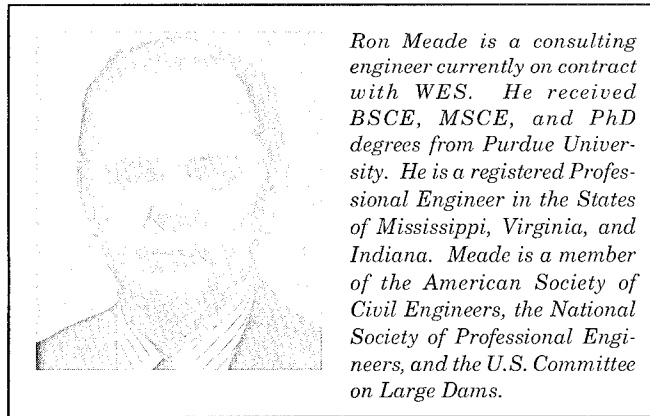 Ron Meade is a consulting
engineer currently on contract
with WES. He received
BSCE, MSCE, and PhD
degrees from Purdue Univer-
sity. He is a registered Profes-
sional Engineer in the States
of Mississippi, Virginia, and
Indiana. Meade is a member
of the American Society of
Civil Engineers, the National
Society of Professional Engi-
neers, and the U.S. Committee
on Large Dams.